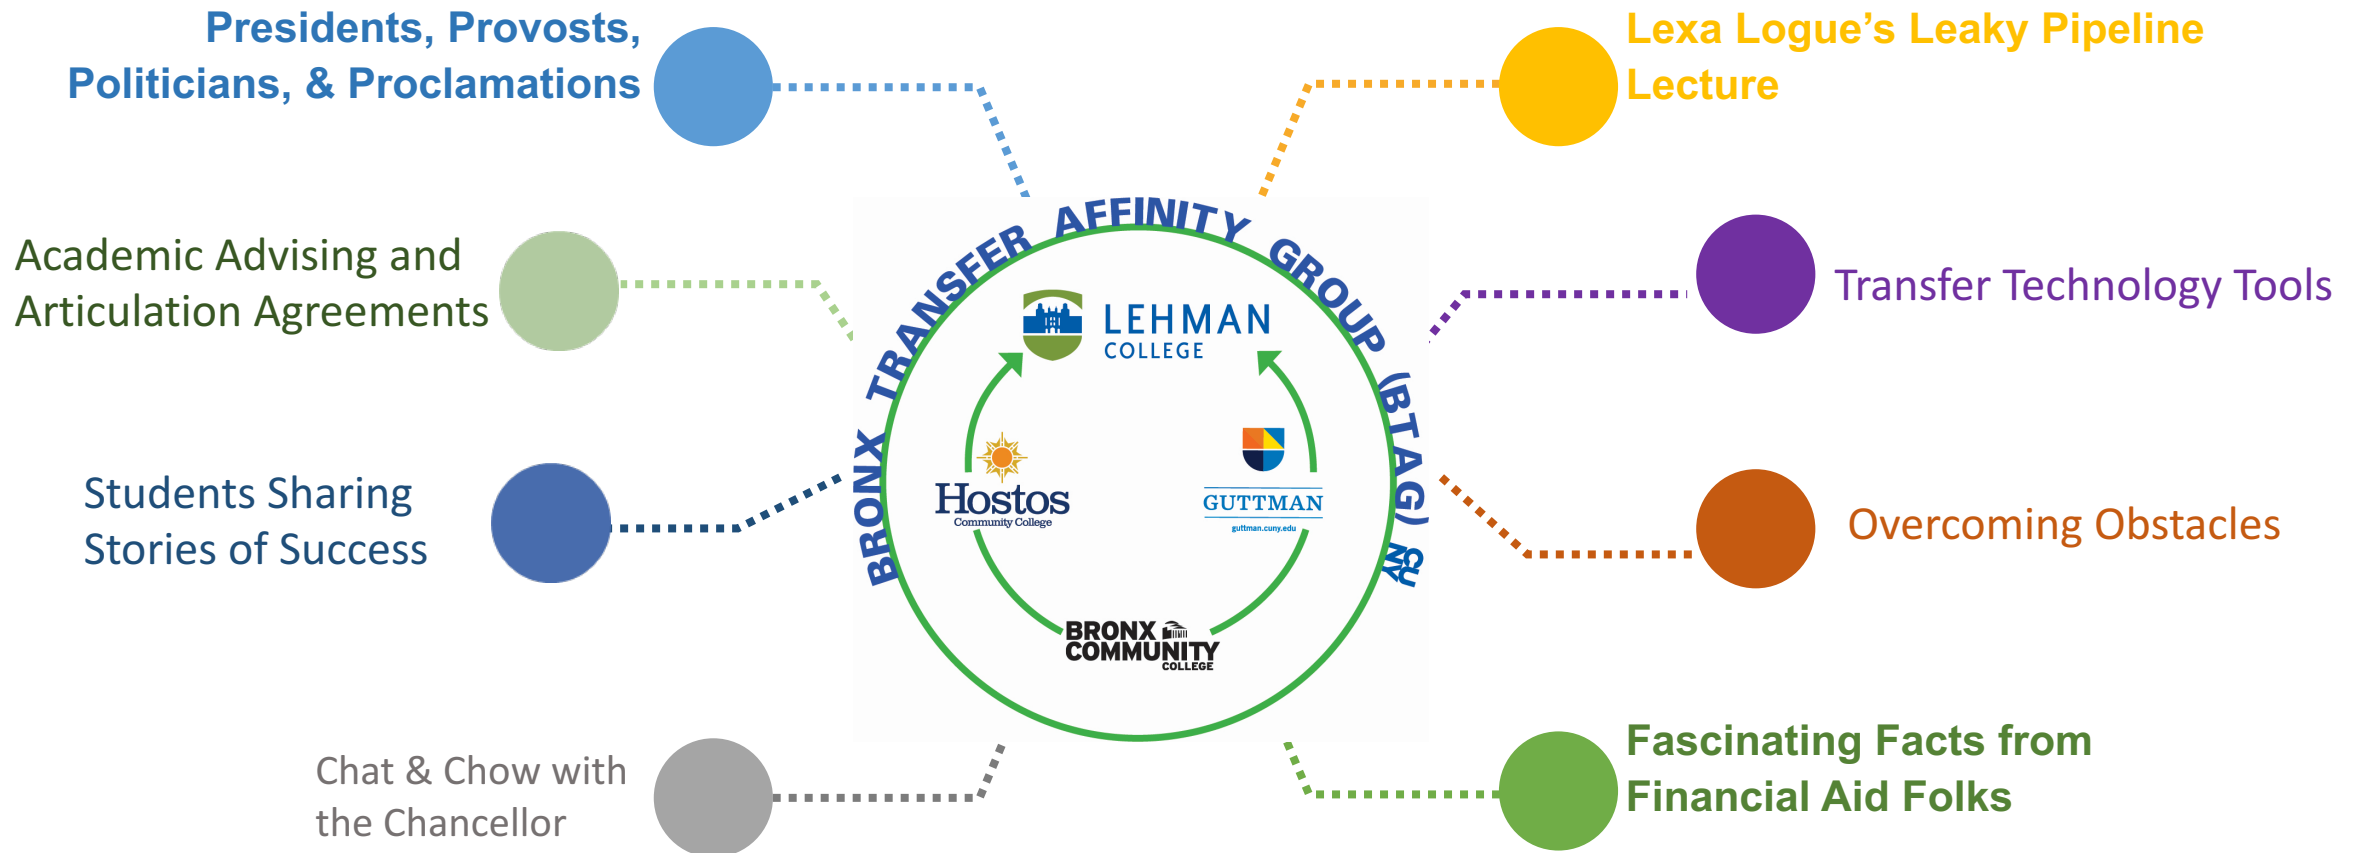 Presidents, Provosts,
Politicians, & Proclamations
Lexa Logue’s Leaky Pipeline
Lecture
Academic Advising and
Articulation Agreements
Transfer Technology Tools
Students Sharing
Stories of Success
Overcoming Obstacles
Chat & Chow with
the Chancellor
Fascinating Facts from
Financial Aid Folks
BRONX TRANSFER AFFINITY GROUP (BTAG)
CU
NY
LEHMAN
COLLEGE
Hostos
Community College
GUTTMAN
guttman.cuny.edu
BRONX
COMMUNITY
COLLEGE